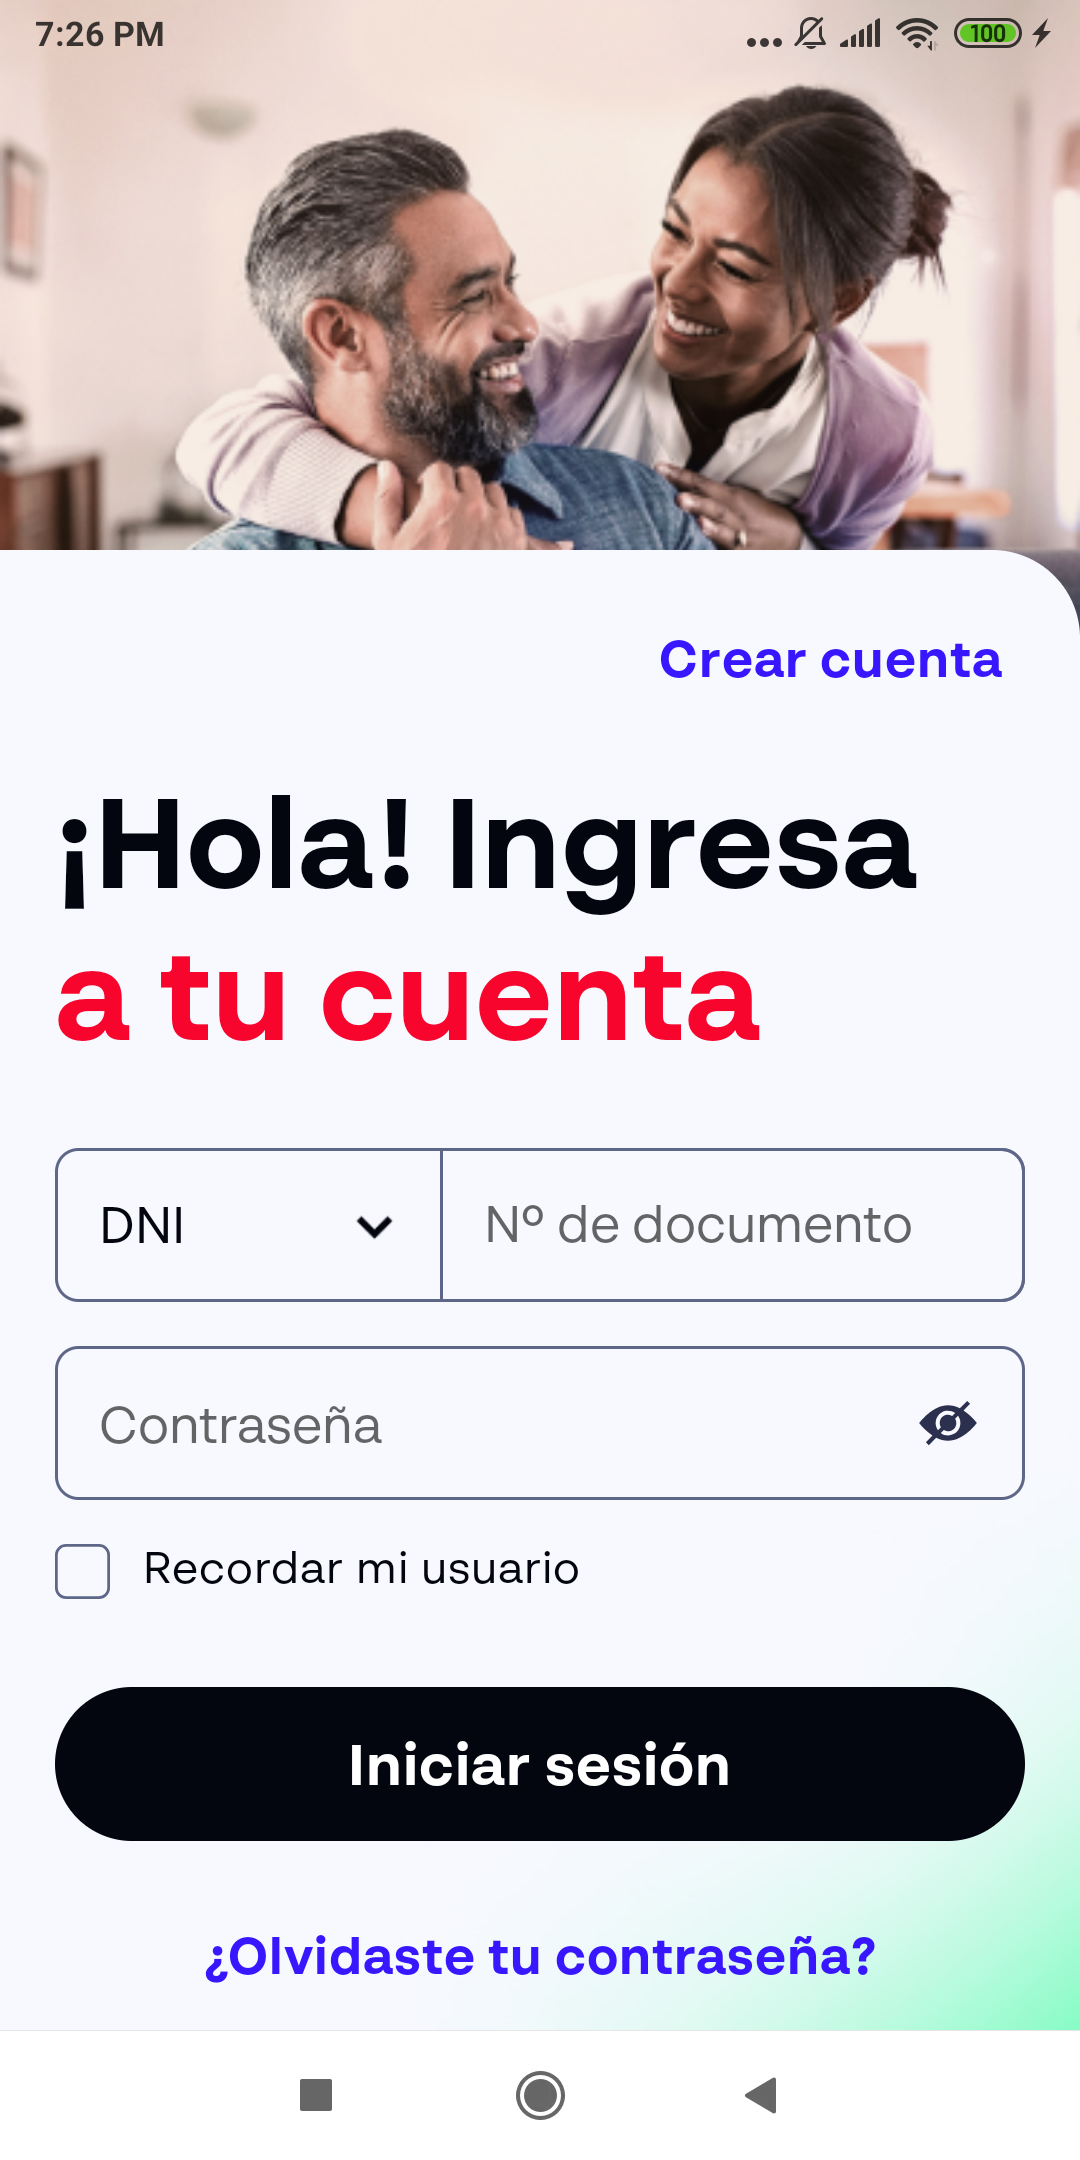 7:26 PM
100
Crear cuenta
¡Hola! Ingresa
a tu cuenta
DNI
Nº de documento
Contraseña
Recordar mi usuario
Iniciar sesión
¿Olvidaste tu contraseña?